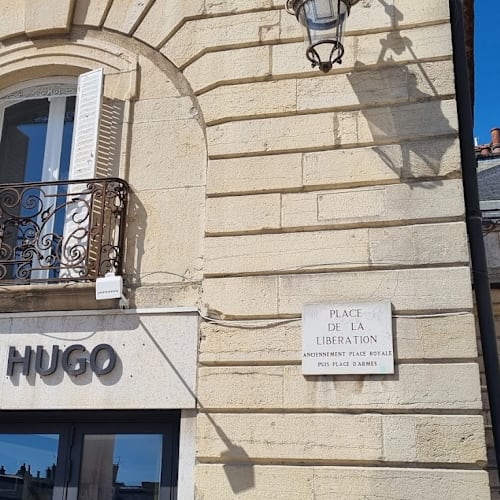 HUGO
PLACE
DE LA
LIBERATION
ANCIENNEMENT PLACE ROYALE
PUIS PLACE D'ARMES